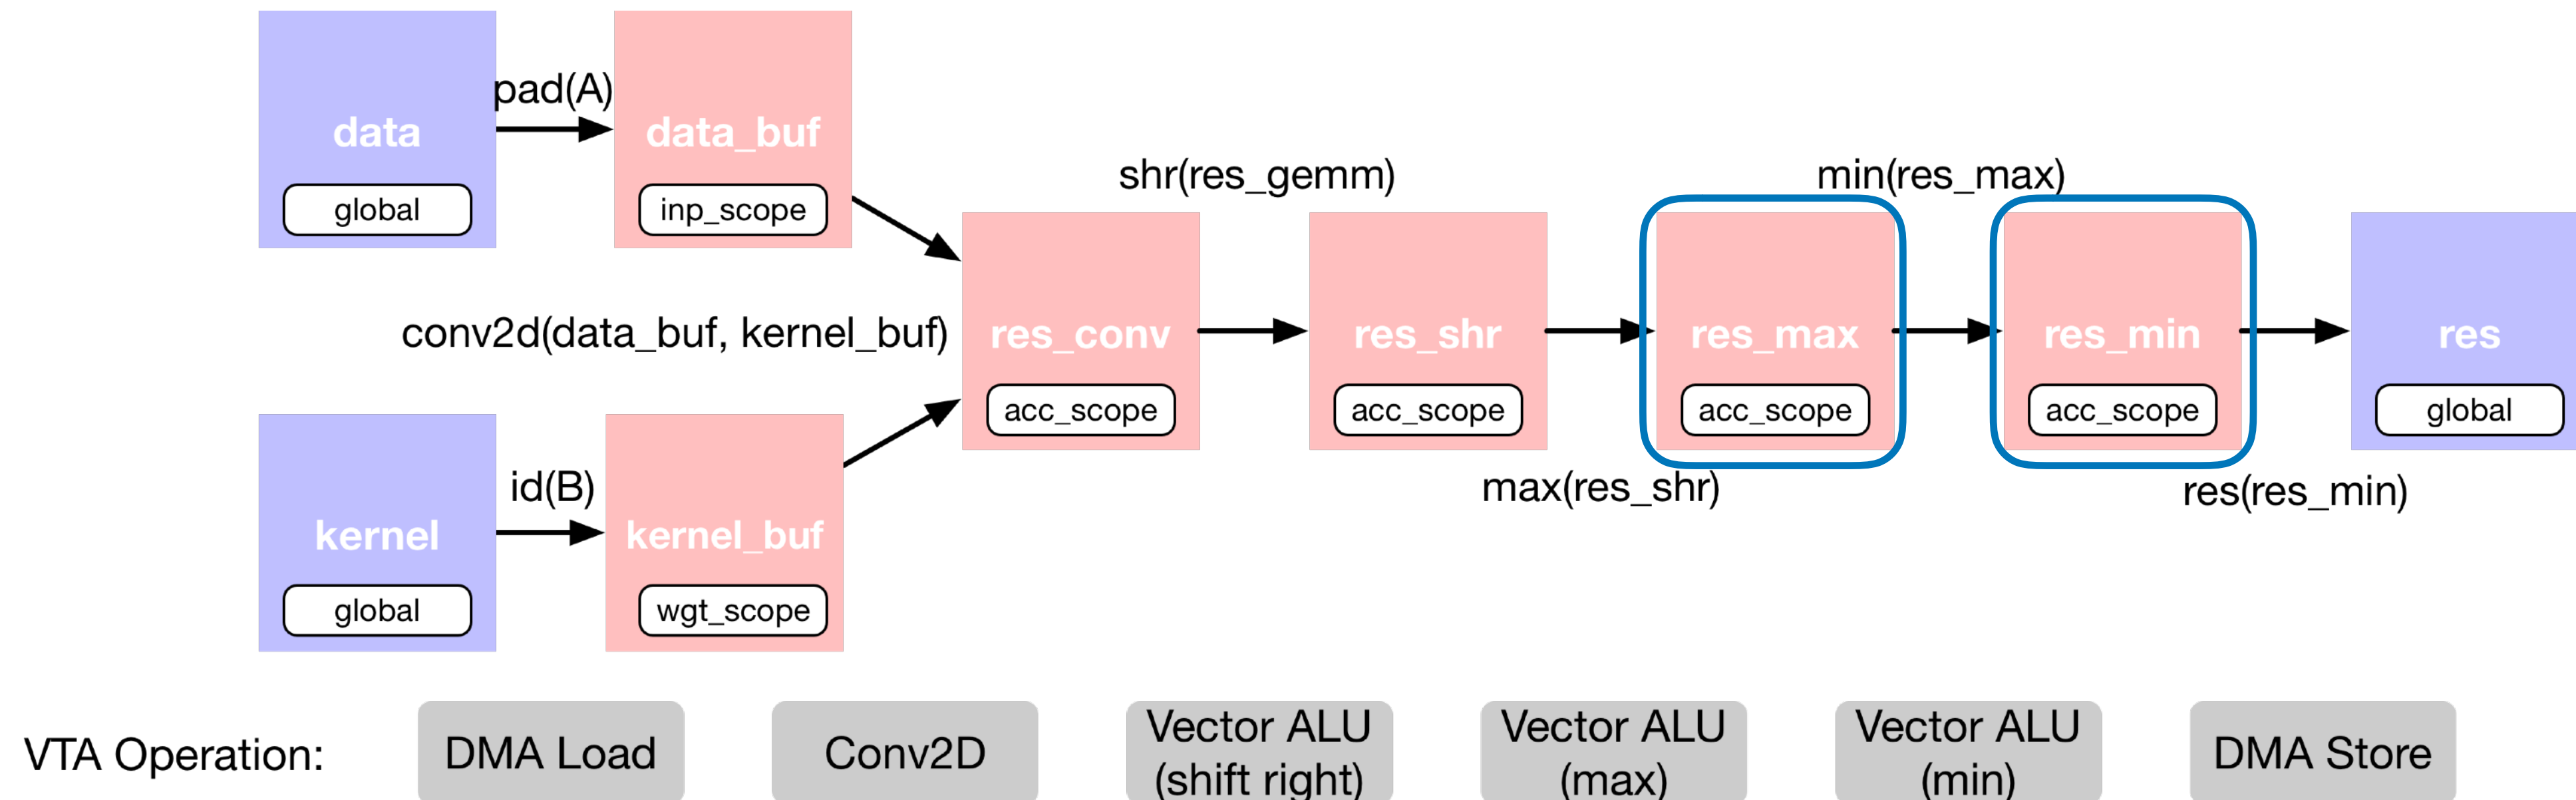 pad(A)
data
global
data_buf
inp_scope
shr(res_gemm)
min(res_max)
conv2d(data_buf, kernel_buf)
res_conv
acc_scope
res_shr
acc_scope
res_max
acc_scope
res_min
acc_scope
res
global
max(res_shr)
res(res_min)
id(B)
kernel
global
kernel_buf
wgt_scope
VTA Operation:
DMA Load
Conv2D
Vector ALU
(shift right)
Vector ALU
(max)
Vector ALU
(min)
DMA Store